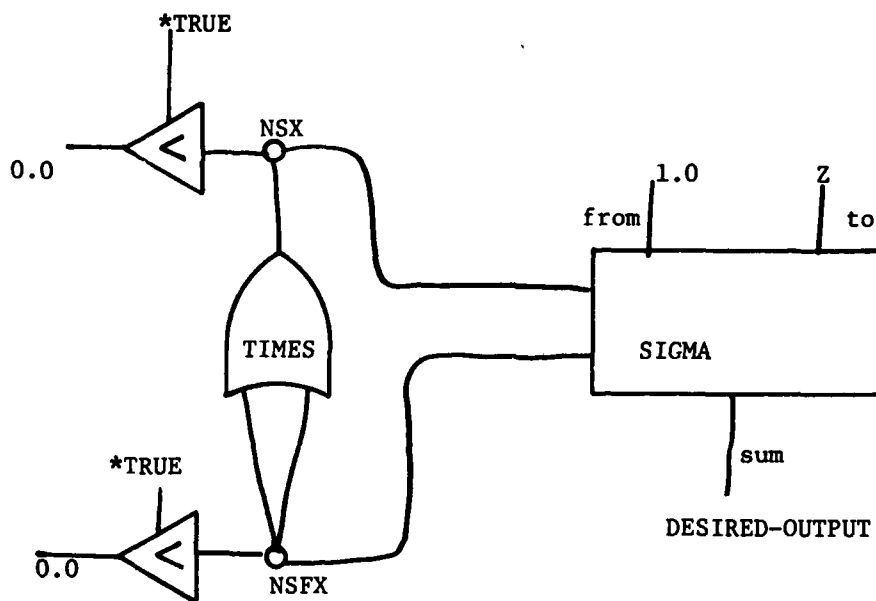 *TRUE
<
0.0
NSX
1.0
Z
from
to
TIMES
SIGMA
sum
*TRUE
<
DESIRED-OUTPUT
0.0
NSFX